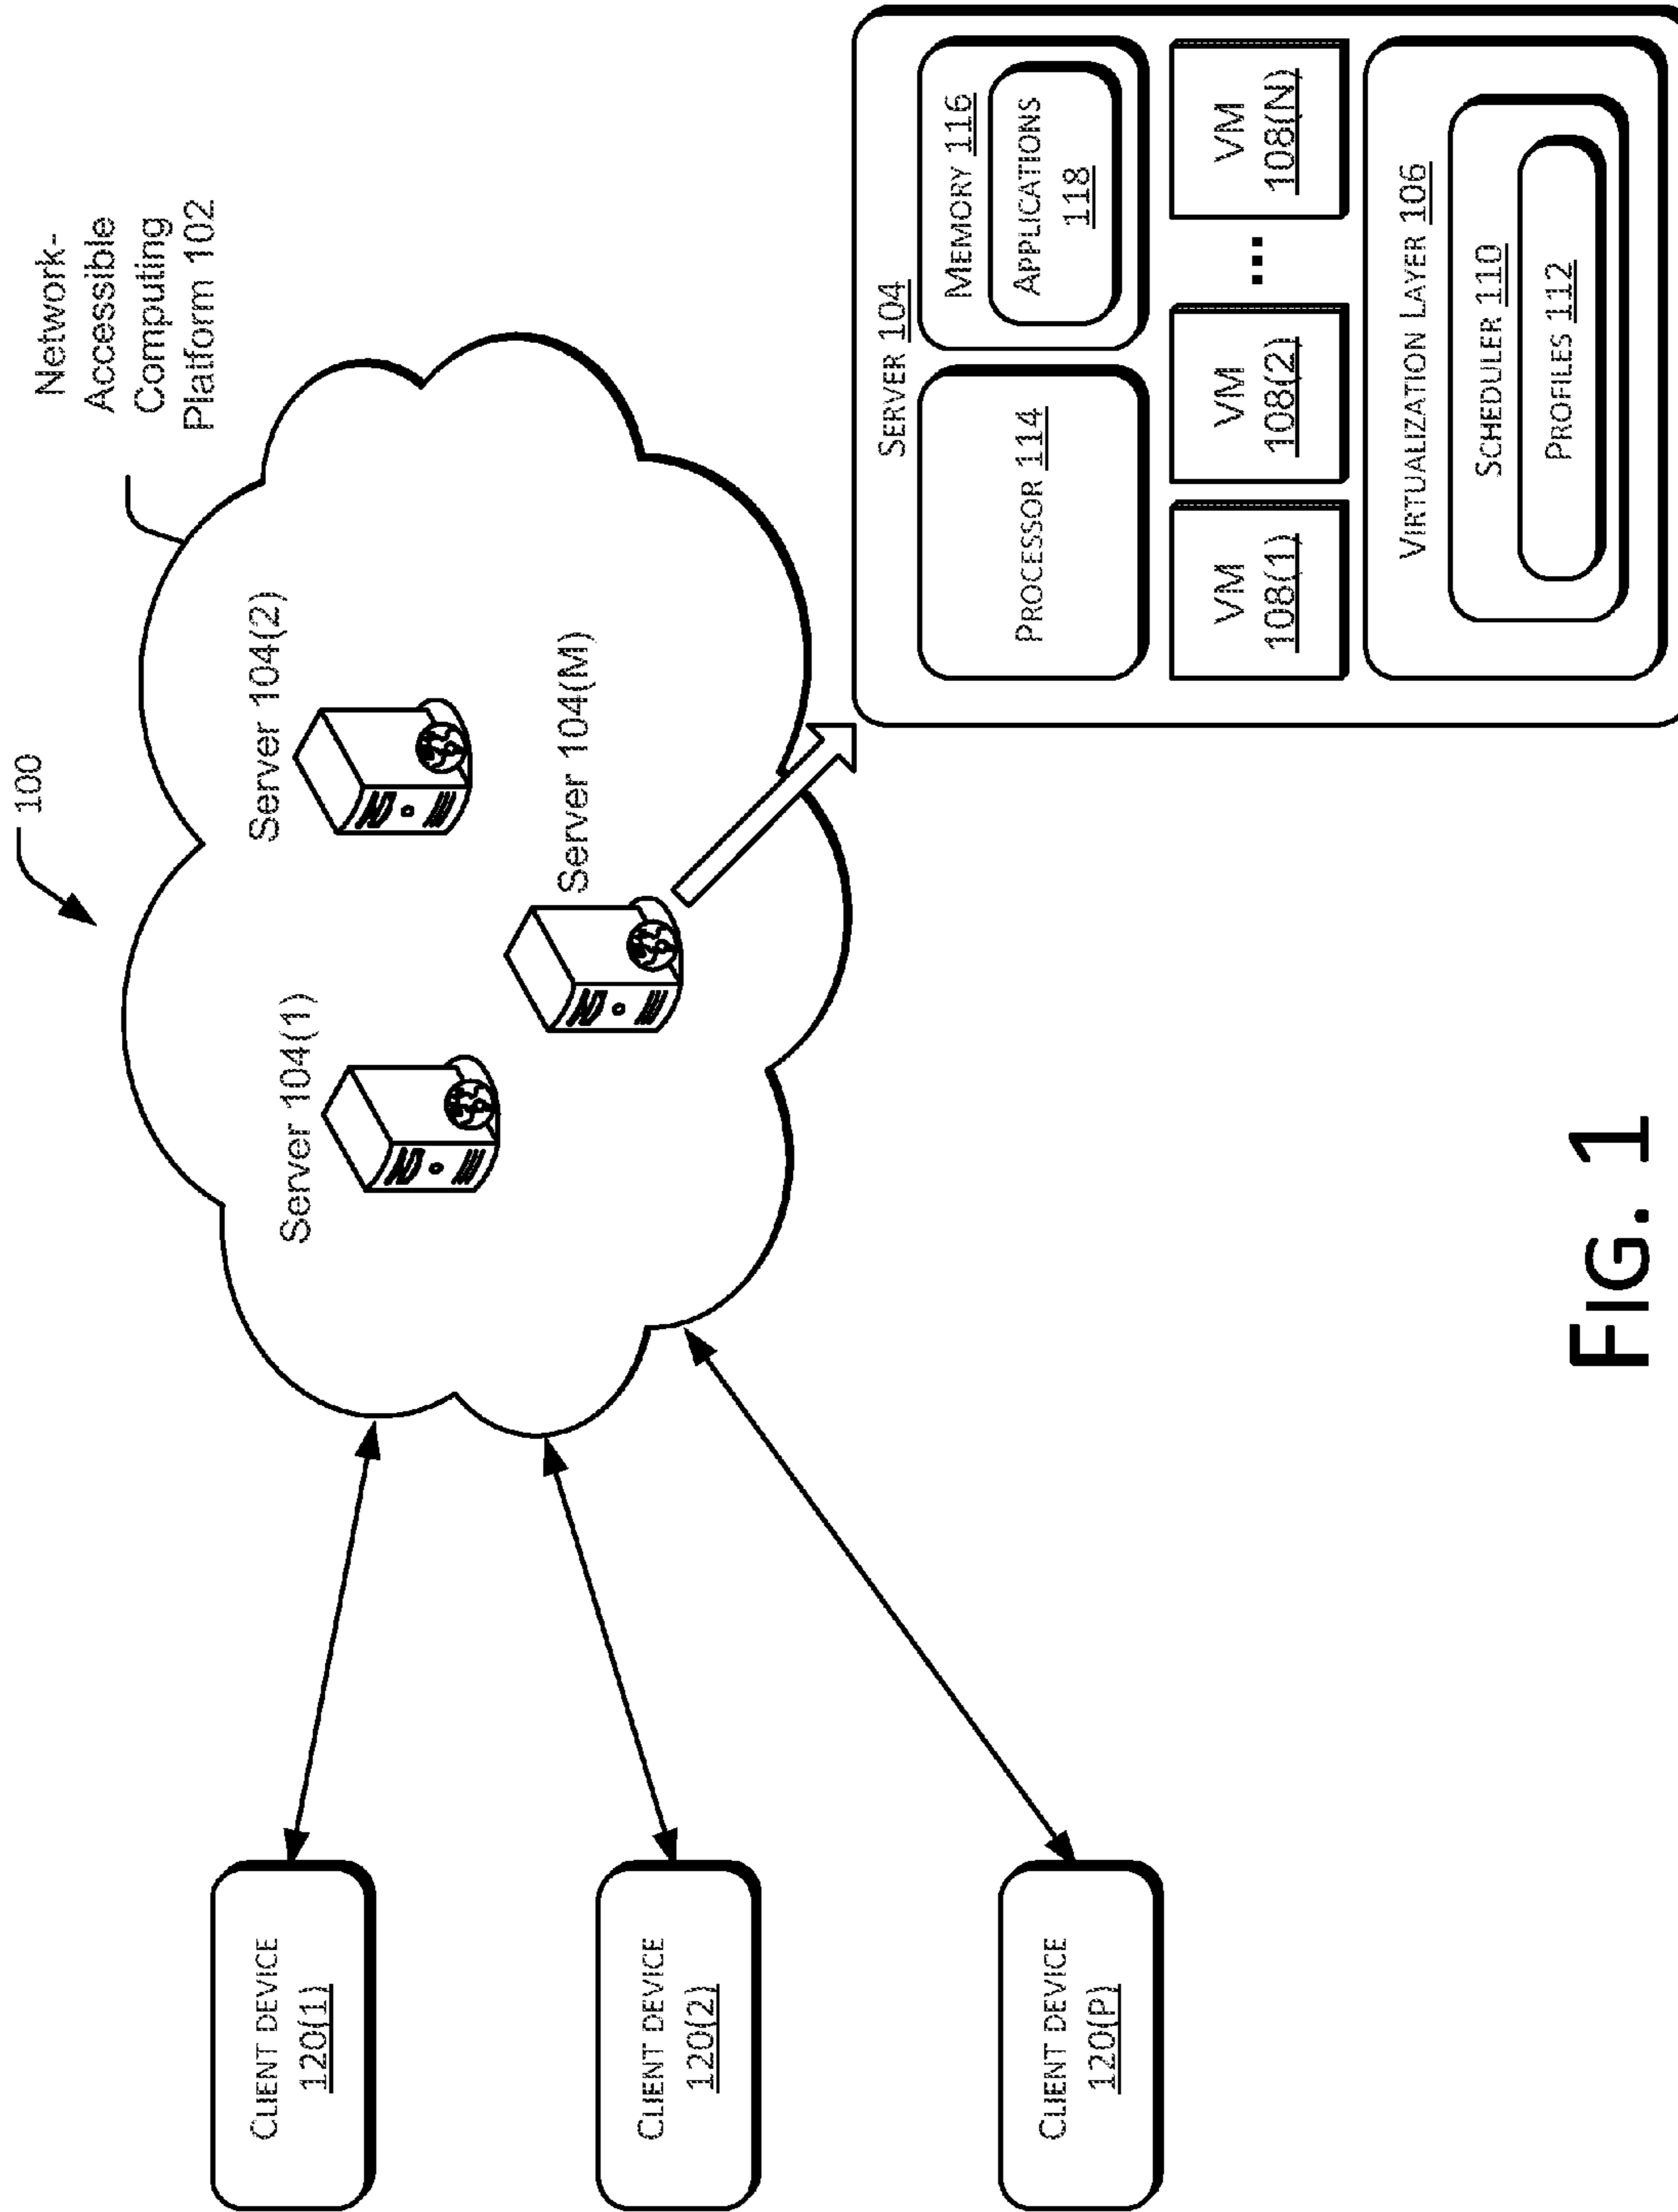 100
Network-
Accessible
Computing
Platform 102
Server 104(1)
Server 104(2)
Server 104(M)
CLIENT DEVICE
120(1)
CLIENT DEVICE
120(2)
CLIENT DEVICE
120(P)
SERVER 104
PROCESSOR 114
MEMORY 116
APPLICATIONS
118
VM
108(1)
VM
108(2)
...
VM
108(N)
VIRTUALIZATION LAYER 106
SCHEDULER 110
PROFILES 112
FIG. 1